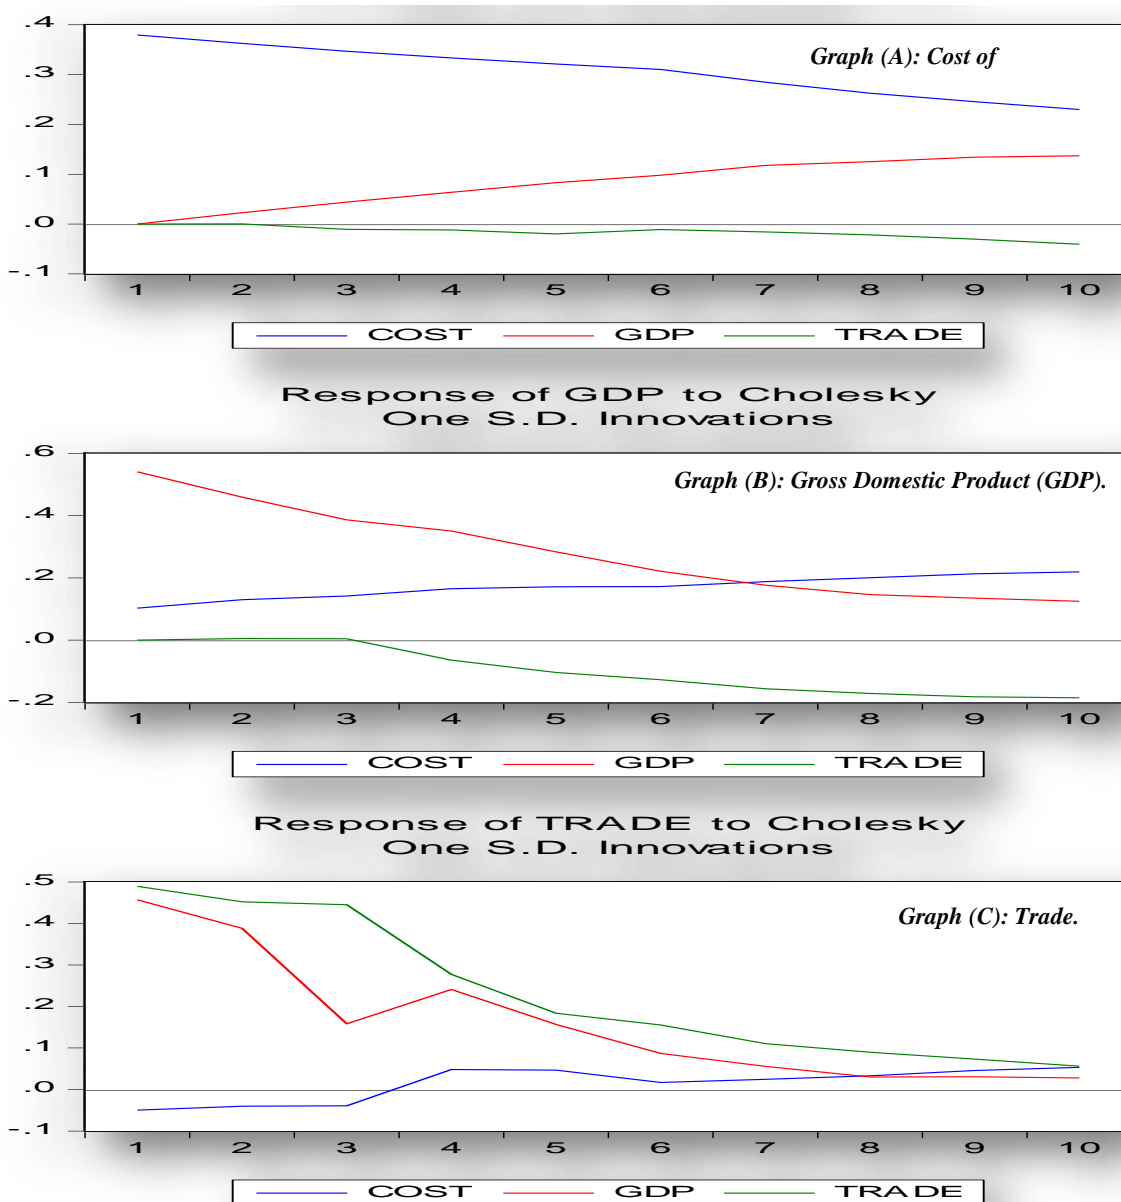 .4
Graph (A): Cost of
.3
.2
.1
.0
-.1
1 2 3 4 5 6 7 8 9 10
COST GDP TRADE
Response of GDP to Cholesky
One S.D. Innovations
.6
Graph (B): Gross Domestic Product (GDP).
.4
.2
.0
-.2
1 2 3 4 5 6 7 8 9 10
COST GDP TRADE
Response of TRADE to Cholesky
One S.D. Innovations
.5
Graph (C): Trade.
.4
.3
.2
.1
.0
-.1
1 2 3 4 5 6 7 8 9 10
COST GDP TRADE